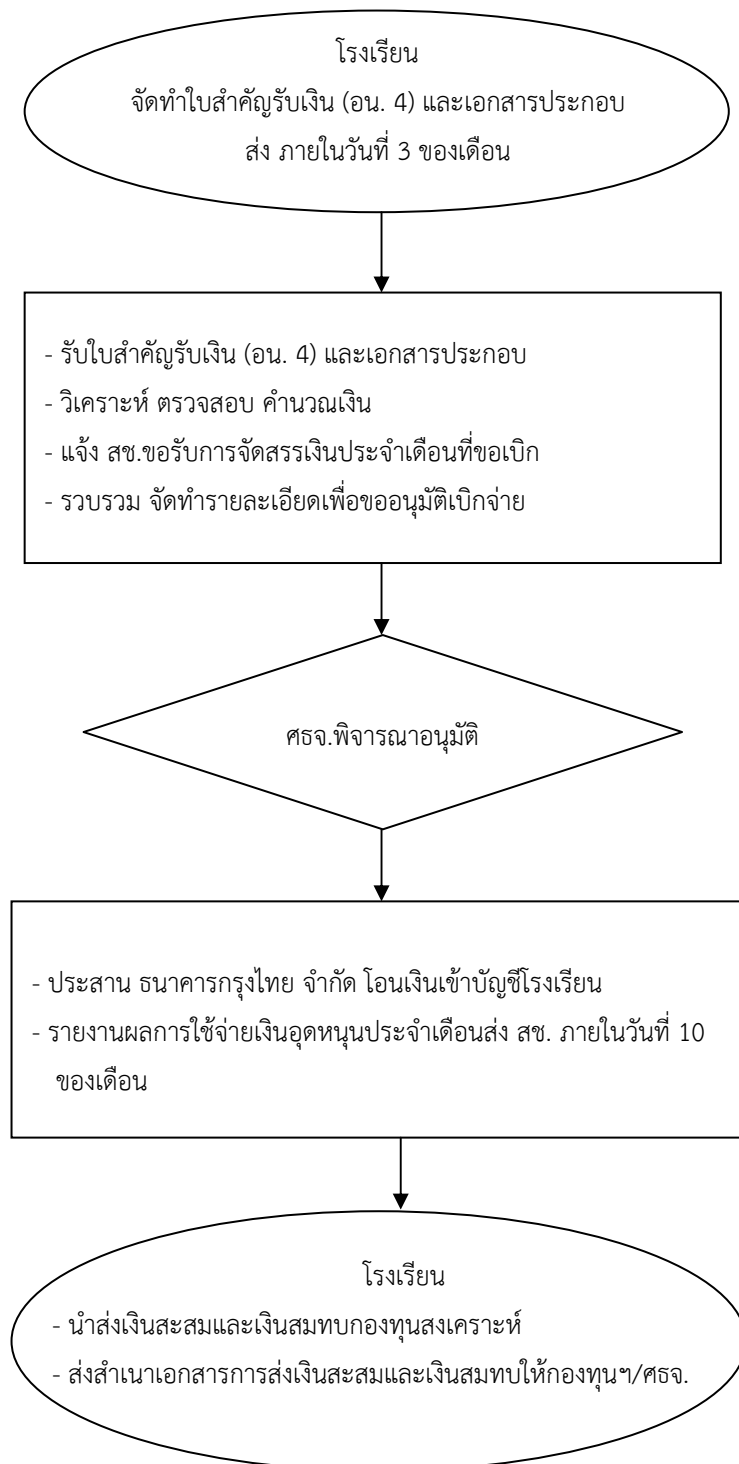 โรงเรียน
จัดทำใบสำคัญรับเงิน (อน. 4) และเอกสารประกอบ
ส่ง ภายในวันที่ 3 ของเดือน
- รับใบสำคัญรับเงิน (อน. 4) และเอกสารประกอบ
- วิเคราะห์ ตรวจสอบ คำนวณเงิน
- แจ้ง สช.ขอรับการจัดสรรเงินประจำเดือนที่ขอเบิก
- รวบรวม จัดทำรายละเอียดเพื่อขออนุมัติเบิกจ่าย
ศธจ.พิจารณาอนุมัติ
- ประสาน ธนาคารกรุงไทย จำกัด โอนเงินเข้าบัญชีโรงเรียน
- รายงานผลการใช้จ่ายเงินอุดหนุนประจำเดือนส่ง สช. ภายในวันที่ 10
ของเดือน
โรงเรียน
- นำส่งเงินสะสมและเงินสมทบกองทุนสงเคราะห์
- ส่งสำเนาเอกสารการส่งเงินสะสมและเงินสมทบให้กองทุนฯ/ศธจ.